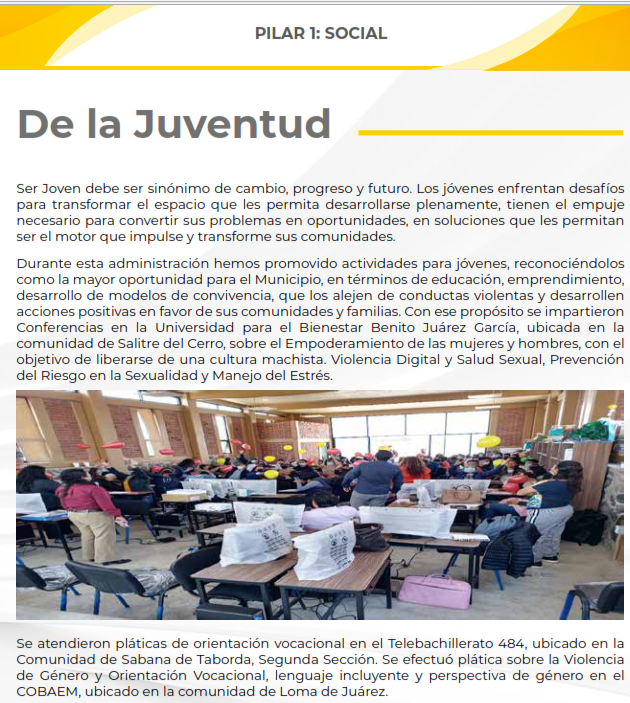 PILAR 1: SOCIAL
De la Juventud
Ser Joven debe ser sinónimo de cambio, progreso y futuro. Los jóvenes enfrentan desafíos
para transformar el espacio que les permita desarrollarse plenamente, tienen el empuje
necesario para convertir sus problemas en oportunidades, en soluciones que les permitan
ser el motor que impulse y transforme sus comunidades.
Durante esta administración hemos promovido actividades para jóvenes, reconociéndolos
como la mayor oportunidad para el Municipio, en términos de educación, emprendimiento,
desarrollo de modelos de convivencia, que los alejen de conductas violentas y desarrollen
acciones positivas en favor de sus comunidades y familias. Con ese propósito se impartieron
Conferencias en la Universidad para el Bienestar Benito Juárez García, ubicada en la
comunidad de Salitre del Cerro, sobre el Empoderamiento de las mujeres y hombres, con el
objetivo de liberarse de una cultura machista. Violencia Digital y Salud Sexual, Prevención
del Riesgo en la Sexualidad y Manejo del Estrés.
Se atendieron pláticas de orientación vocacional en el Telebachillerato 484, ubicado en la
Comunidad de Sabana de Taborda, Segunda Sección. Se efectuó plática sobre la Violencia
de Género y Orientación Vocacional, lenguaje incluyente y perspectiva de género en el
COBAEM, ubicado en la comunidad de Loma de Juárez.